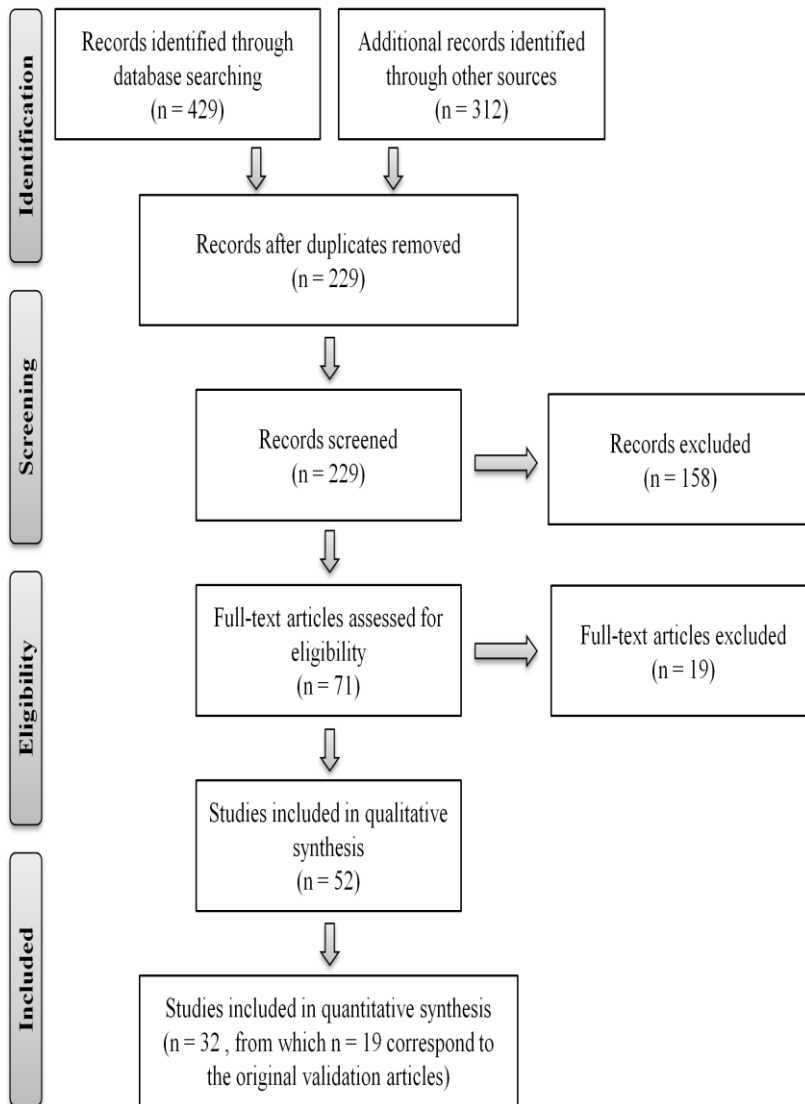 Identification
Records identified through
database searching
(n = 429)
Additional records identified
through other sources
(n = 312)
Records after duplicates removed
(n = 229)
Screening
Records screened
(n = 229)
Records excluded
(n = 158)
Eligibility
Full-text articles assessed for
eligibility
(n = 71)
Full-text articles excluded
(n = 19)
Studies included in qualitative
synthesis
(n = 52)
Included
Studies included in quantitative synthesis
(n = 32 , from which n = 19 correspond to
the original validation articles)